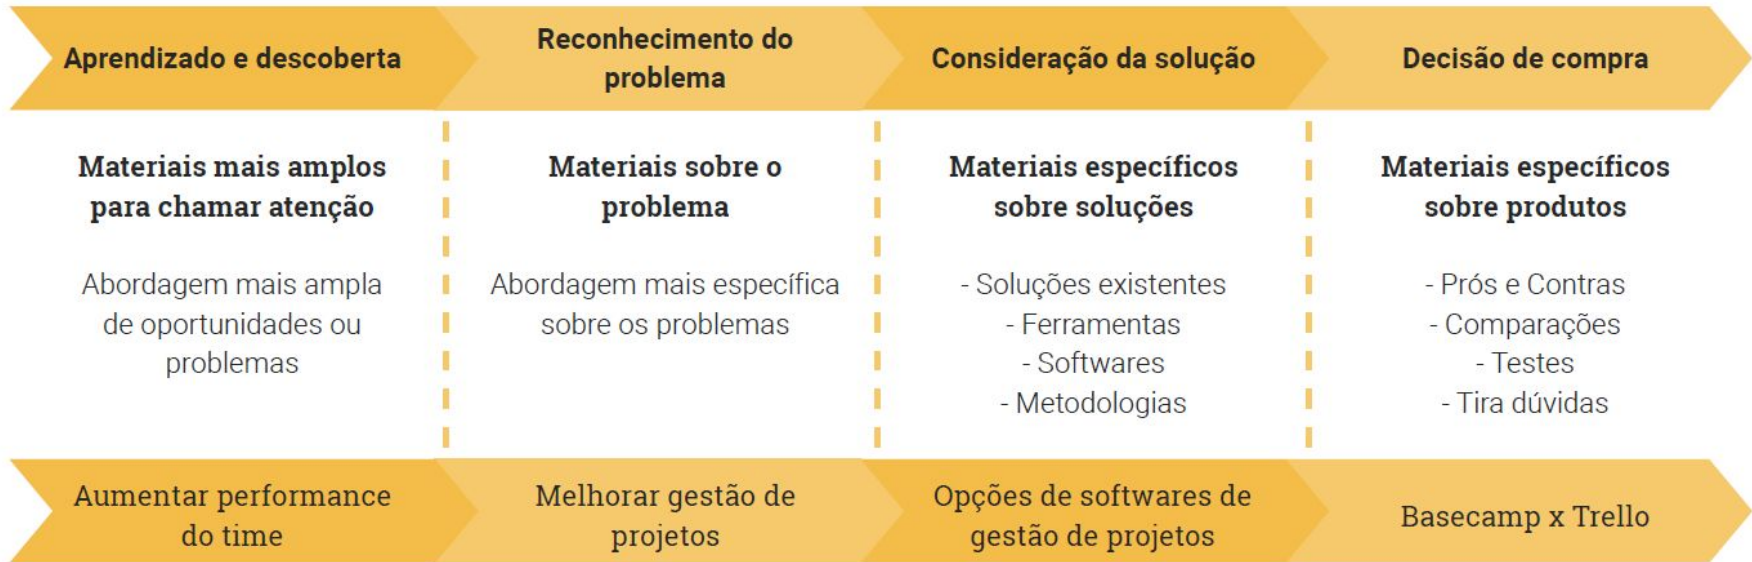 Aprendizado e descoberta
Reconhecimento do
problema
Consideração da solução
Decisão de compra
Materiais mais amplos
para chamar atenção
Abordagem mais ampla
de oportunidades ou
problemas
Materiais sobre o
problema
Abordagem mais específica
sobre os problemas
Materiais específicos
sobre soluções
- Soluções existentes
- Ferramentas
- Softwares
- Metodologias
Materiais específicos
sobre produtos
- Prós e Contras
- Comparações
- Testes
- Tira dúvidas
Aumentar performance
do time
Melhorar gestão de
projetos
Opções de softwares de
gestão de projetos
Basecamp x Trello